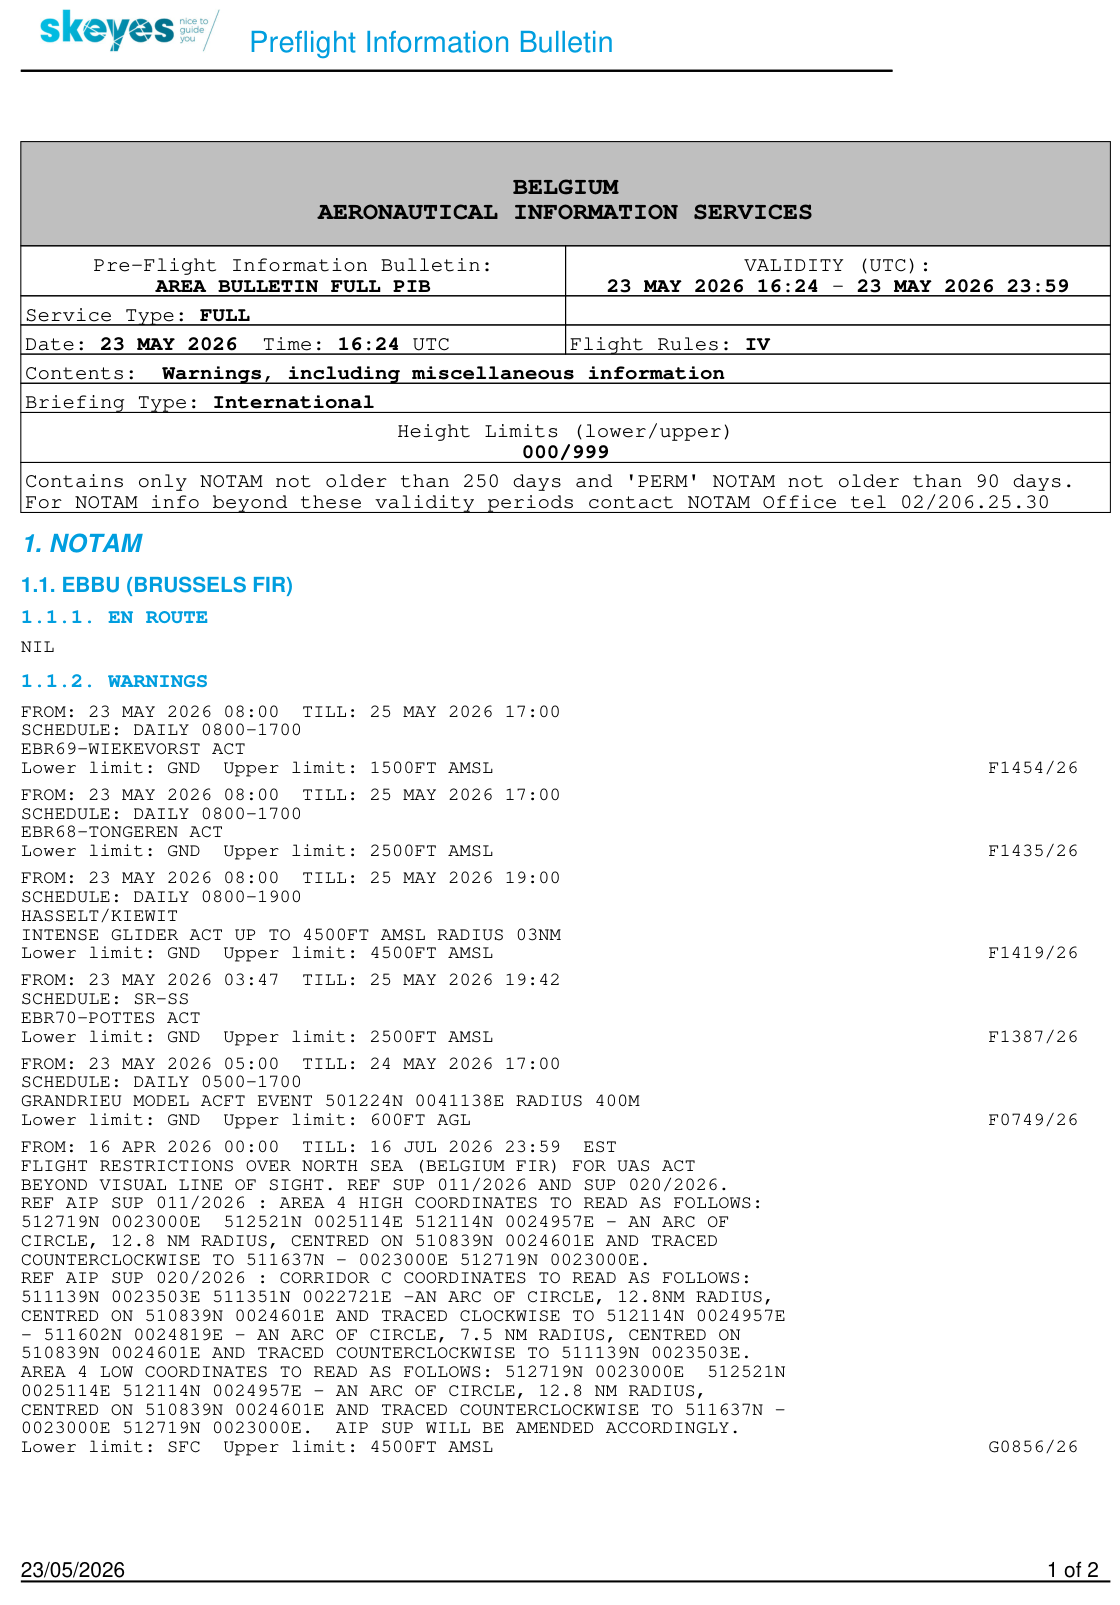 skeyes nice to guide you
Preflight Information Bulletin
BELGIUM
AERONAUTICAL INFORMATION SERVICES
Pre-Flight Information Bulletin:
AREA BULLETIN FULL PIB
VALIDITY (UTC):
23 MAY 2026 16:24 - 23 MAY 2026 23:59
Service Type: FULL
Date: 23 MAY 2026  Time: 16:24 UTC
Flight Rules: IV
Contents:  Warnings, including miscellaneous information
Briefing Type: International
Height Limits (lower/upper)
000/999
Contains only NOTAM not older than 250 days and 'PERM' NOTAM not older than 90 days.
For NOTAM info beyond these validity periods contact NOTAM Office tel 02/206.25.30
1. NOTAM
1.1. EBBU (BRUSSELS FIR)
1.1.1. EN ROUTE
NIL
1.1.2. WARNINGS
FROM: 23 MAY 2026 08:00  TILL: 25 MAY 2026 17:00
SCHEDULE: DAILY 0800-1700
EBR69-WIEKEVORST ACT
Lower limit: GND  Upper limit: 1500FT AMSL F1454/26
FROM: 23 MAY 2026 08:00  TILL: 25 MAY 2026 17:00
SCHEDULE: DAILY 0800-1700
EBR68-TONGEREN ACT
Lower limit: GND  Upper limit: 2500FT AMSL F1435/26
FROM: 23 MAY 2026 08:00  TILL: 25 MAY 2026 19:00
SCHEDULE: DAILY 0800-1900
HASSELT/KIEWIT
INTENSE GLIDER ACT UP TO 4500FT AMSL RADIUS 03NM
Lower limit: GND  Upper limit: 4500FT AMSL F1419/26
FROM: 23 MAY 2026 03:47  TILL: 25 MAY 2026 19:42
SCHEDULE: SR-SS
EBR70-POTTES ACT
Lower limit: GND  Upper limit: 2500FT AMSL F1387/26
FROM: 23 MAY 2026 05:00  TILL: 24 MAY 2026 17:00
SCHEDULE: DAILY 0500-1700
GRANDRIEU MODEL ACFT EVENT 501224N 0041138E RADIUS 400M
Lower limit: GND  Upper limit: 600FT AGL F0749/26
FROM: 16 APR 2026 00:00  TILL: 16 JUL 2026 23:59  EST
FLIGHT RESTRICTIONS OVER NORTH SEA (BELGIUM FIR) FOR UAS ACT
BEYOND VISUAL LINE OF SIGHT. REF SUP 011/2026 AND SUP 020/2026.
REF AIP SUP 011/2026 : AREA 4 HIGH COORDINATES TO READ AS FOLLOWS:
512719N 0023000E  512521N 0025114E 512114N 0024957E - AN ARC OF
CIRCLE, 12.8 NM RADIUS, CENTRED ON 510839N 0024601E AND TRACED
COUNTERCLOCKWISE TO 511637N - 0023000E 512719N 0023000E.
REF AIP SUP 020/2026 : CORRIDOR C COORDINATES TO READ AS FOLLOWS:
511139N 0023503E 511351N 0022721E -AN ARC OF CIRCLE, 12.8NM RADIUS,
CENTRED ON 510839N 0024601E AND TRACED CLOCKWISE TO 512114N 0024957E
- 511602N 0024819E - AN ARC OF CIRCLE, 7.5 NM RADIUS, CENTRED ON
510839N 0024601E AND TRACED COUNTERCLOCKWISE TO 511139N 0023503E.
AREA 4 LOW COORDINATES TO READ AS FOLLOWS: 512719N 0023000E  512521N
0025114E 512114N 0024957E - AN ARC OF CIRCLE, 12.8 NM RADIUS,
CENTRED ON 510839N 0024601E AND TRACED COUNTERCLOCKWISE TO 511637N -
0023000E 512719N 0023000E.  AIP SUP WILL BE AMENDED ACCORDINGLY.
Lower limit: SFC  Upper limit: 4500FT AMSL G0856/26
23/05/2026
1 of 2